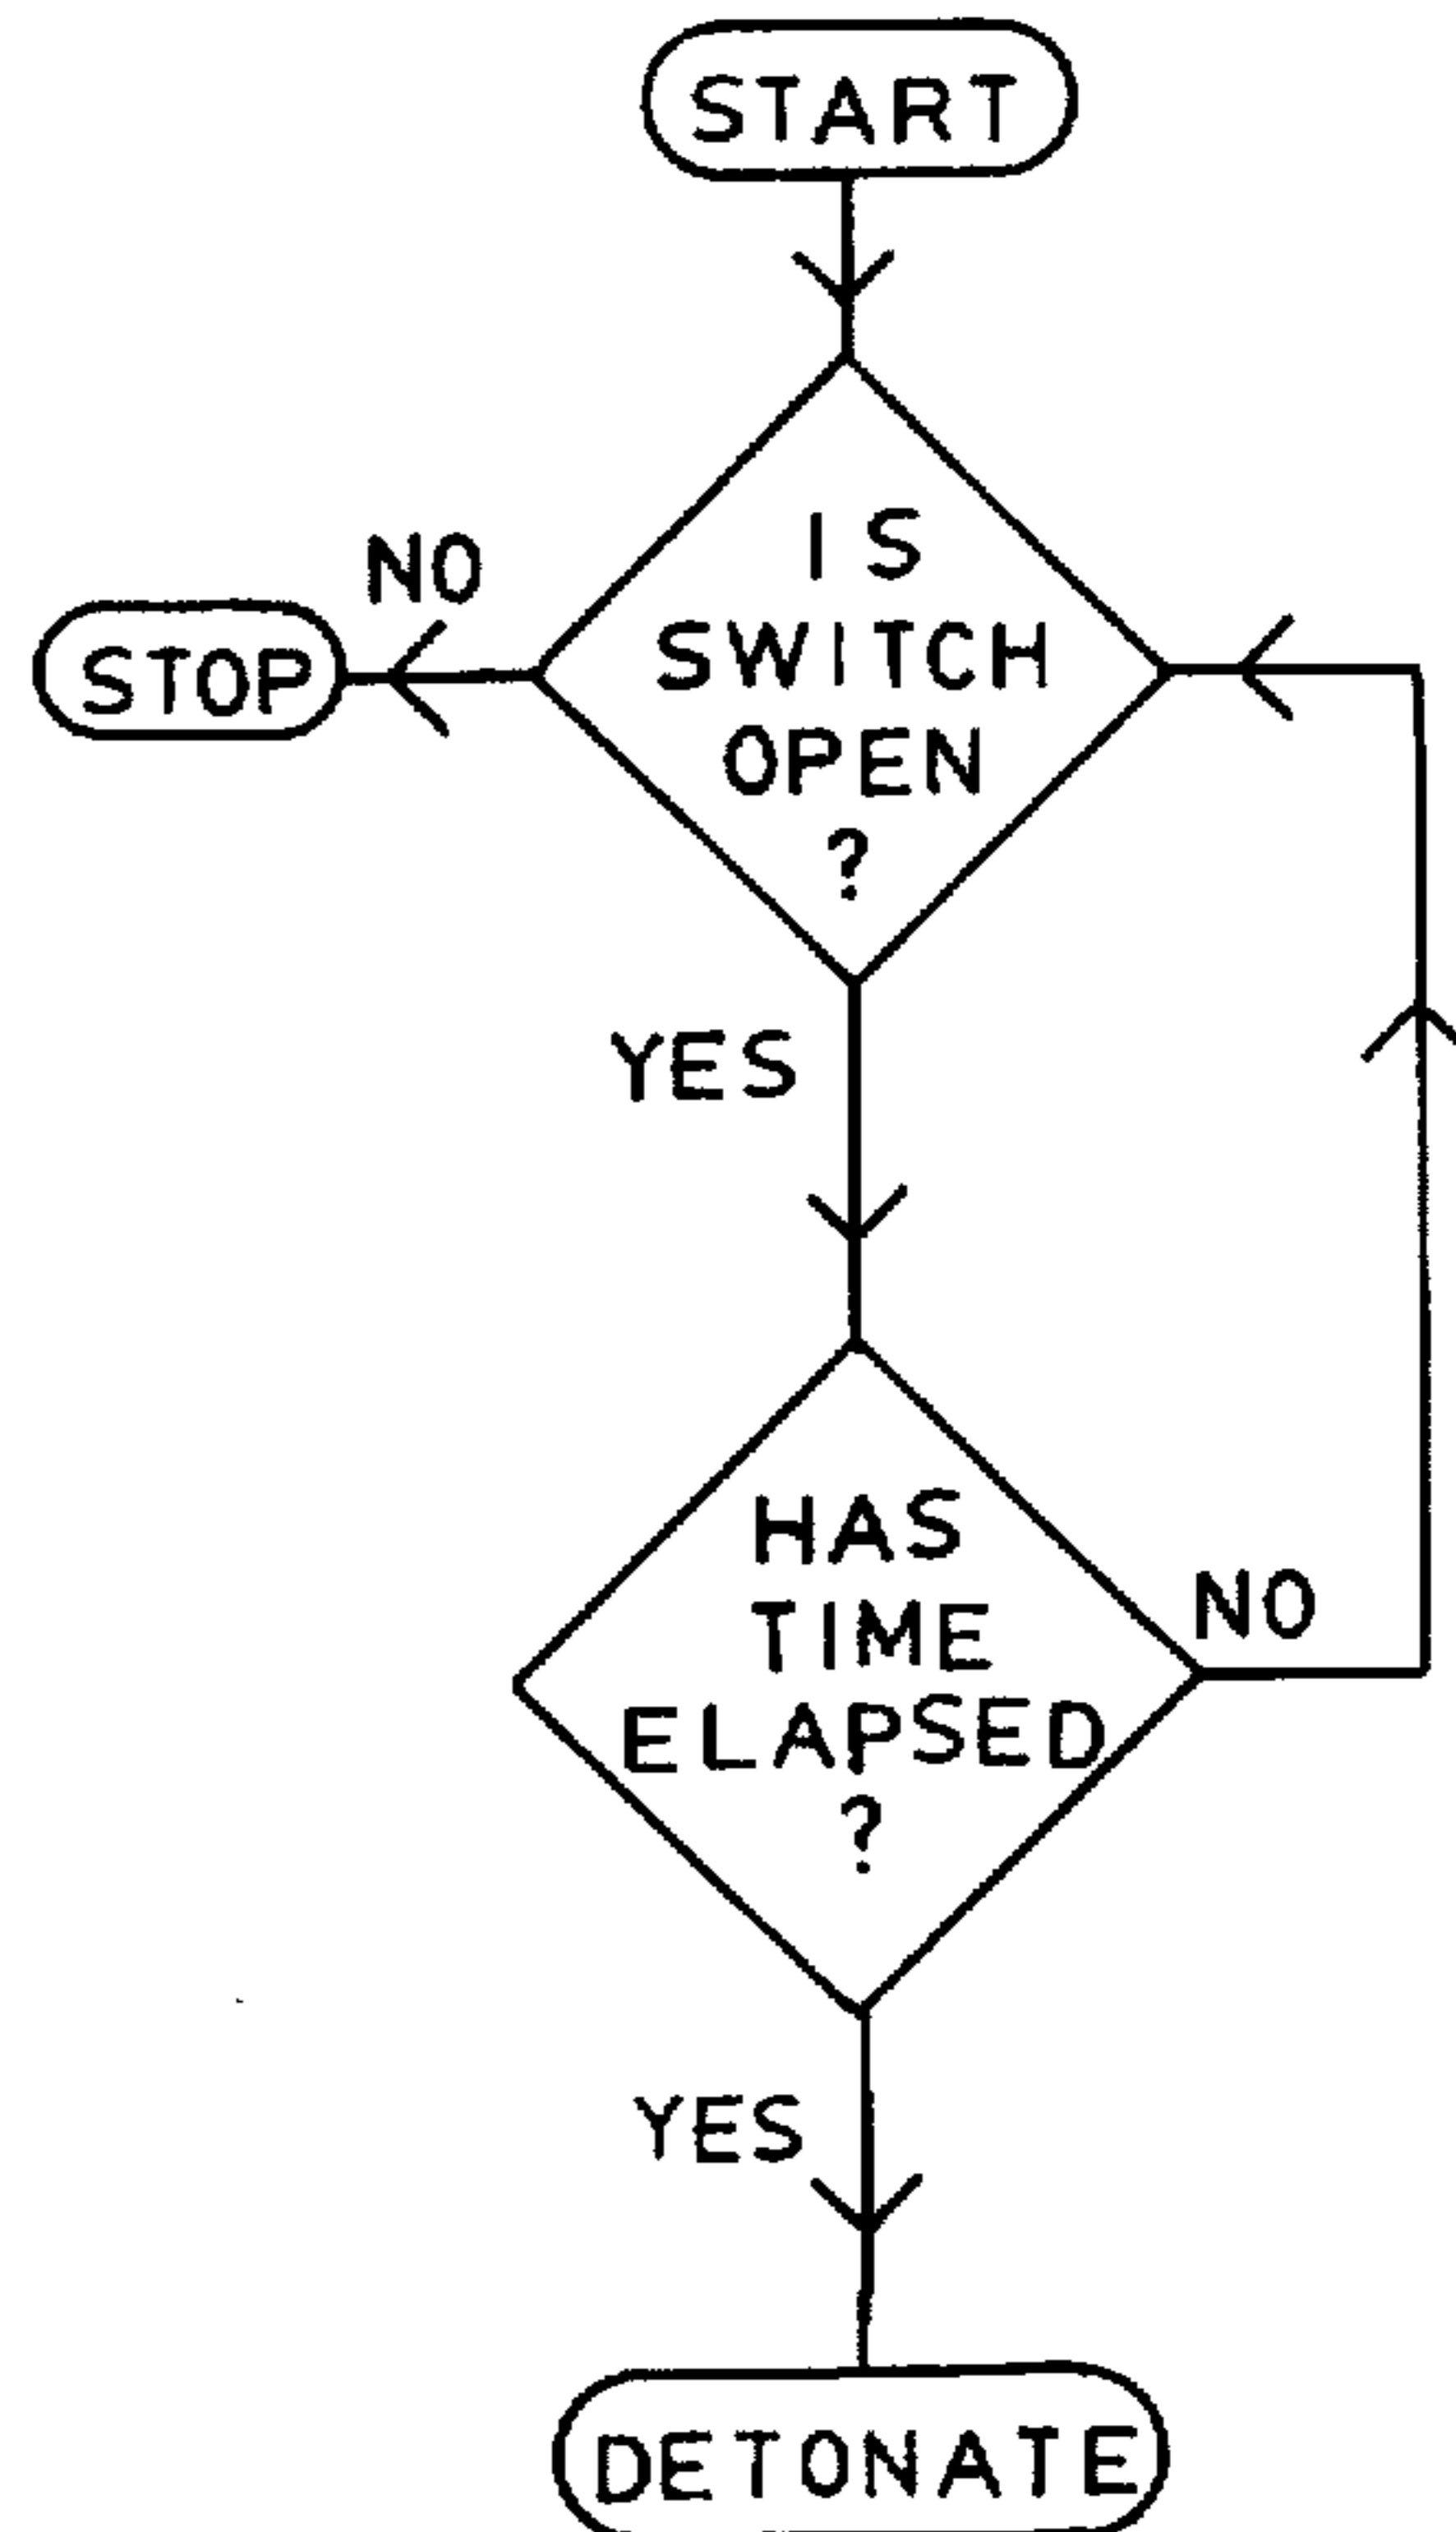 START
IS
SWITCH
OPEN
?
NO
STOP
YES
HAS
TIME
ELAPSED
?
NO
YES
DETONATE